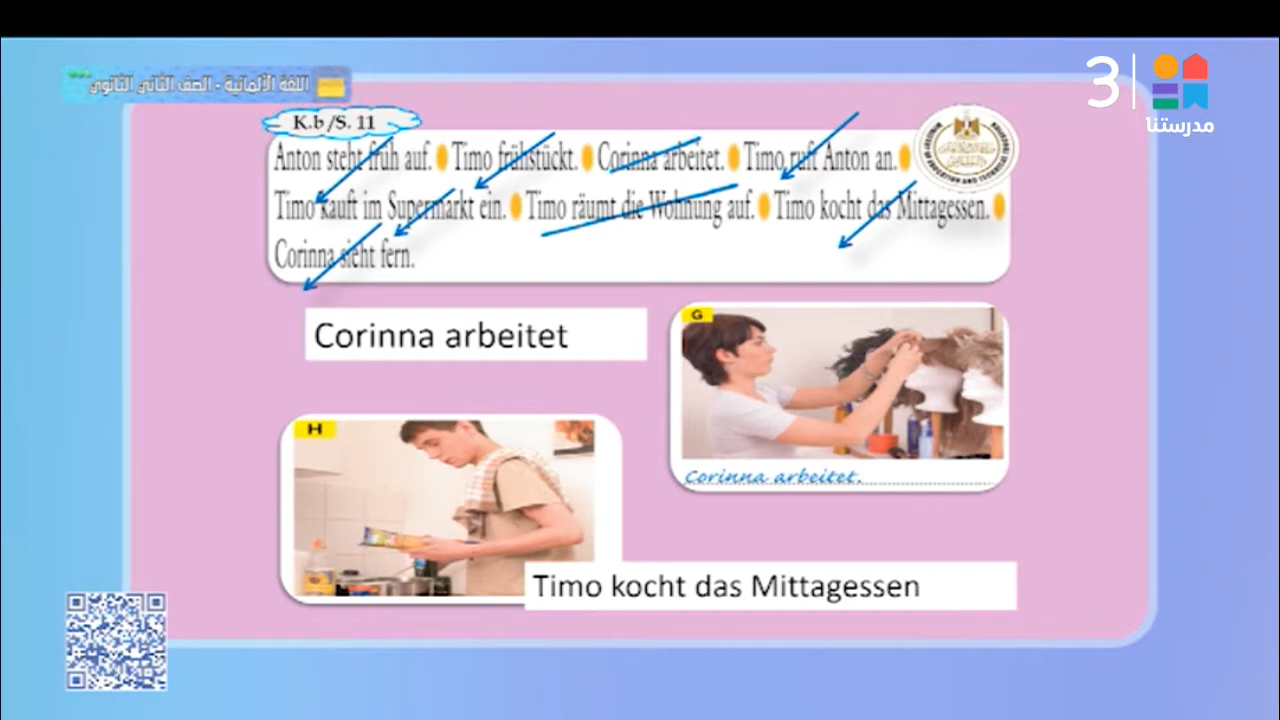 3
مدرستنا
اللغة الألمانية - الصف الثاني الثانوي
K.b/S. 11
Anton steht früh auf. Timo frühstückt. Corinna arbeitet. Timo ruft Anton an.
Timo kauft im Supermarkt ein. Timo räumt die Wohnung auf. Timo kocht das Mittagessen.
Corinna sieht fern.
Corinna arbeitet
G
Corinna arbeitet.
H
Timo kocht das Mittagessen